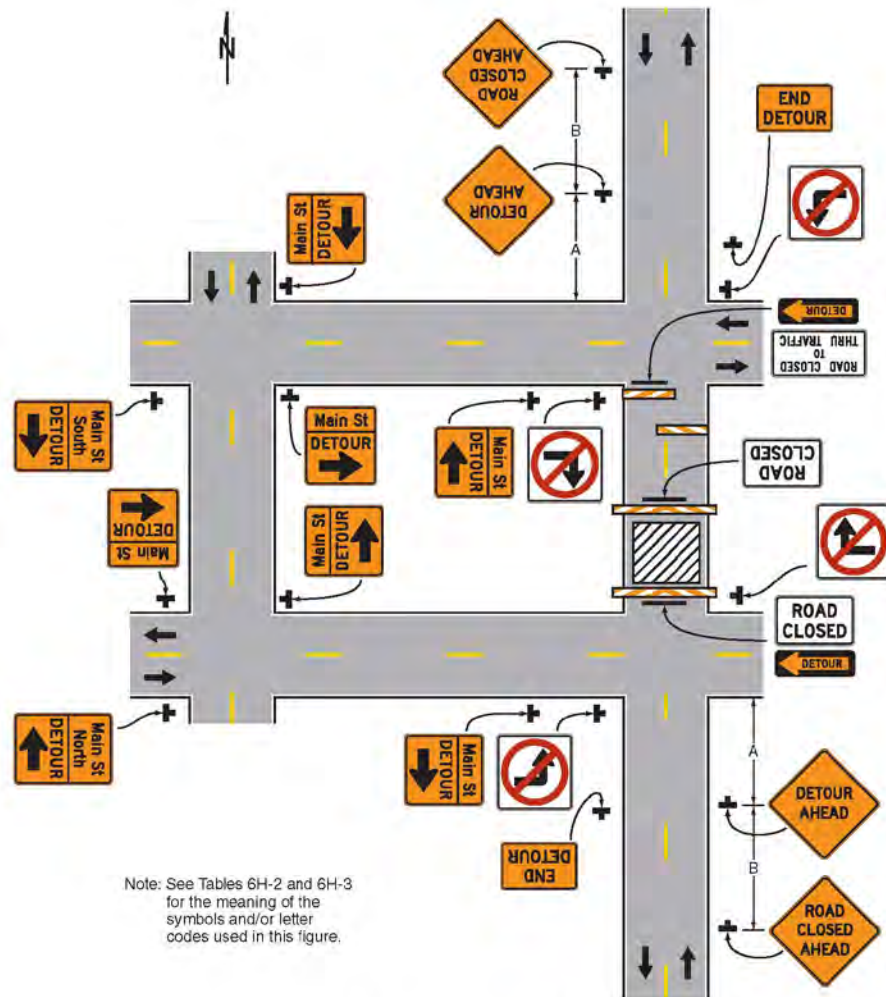 N
ROAD
CLOSED
AHEAD
B
END
DETOUR
DETOUR
AHEAD
Main St
DETOUR
A
DETOUR
ROAD CLOSED
TO
THRU TRAFFIC
Main St
South
DETOUR
Main St
DETOUR
Main St
DETOUR
ROAD
CLOSED
Main St
DETOUR
Main St
DETOUR
ROAD
CLOSED
DETOUR
Main St
North
DETOUR
Main St
DETOUR
A
DETOUR
AHEAD
END
DETOUR
B
ROAD
CLOSED
AHEAD
Note: See Tables 6H-2 and 6H-3
for the meaning of the
symbols and/or letter
codes used in this figure.